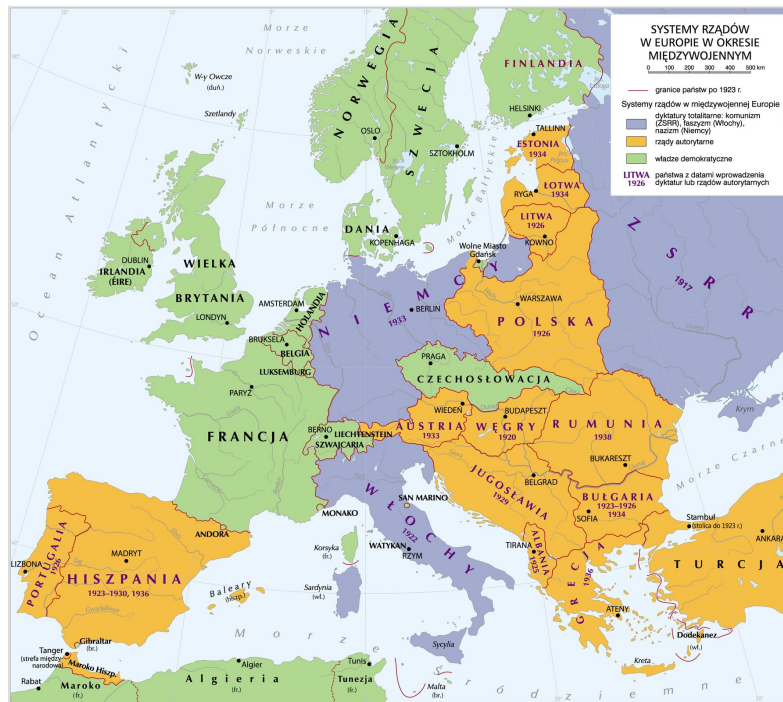 SYSTEMY RZĄDÓW
W EUROPIE W OKRESIE
MIĘDZYWOJENNYM
0 100 200 300 400 500 km
granice państw po 1923 r.
Systemy rządów w międzywojennej Europie
dyktatury totalitarne: komunizm
(ZSRR), faszyzm (Włochy),
nazizm (Niemcy)
rządy autorytarne
władze demokratyczne
LITWA
1926
państwa z datami wprowadzenia
dyktatur lub rządów autorytarnych
Ocean Atlantycki
Morze
Norweskie
W-y Owcze
(duń.)
Szetlandy
NORWEGIA
OSLO
SZWECJA
SZTOKHOLM
FINLANDIA
HELSINKI
TALLINN
ESTONIA
1934
ŁOTWA
1934
RYGA
LITWA
1926
KOWNO
Morze Bałtyckie
Morze
Północne
DANIA
KOPENHAGA
Wolne Miasto
Gdańsk
ZSRR
1917
DUBLIN
IRLANDIA
(ÉIRE)
WIELKA
BRYTANIA
LONDYN
AMSTERDAM
HOLANDIA
BRUKSELA
BELGIA
LUKSEMBURG
NIEMCY
1933
BERLIN
WARSZAWA
POLSKA
1926
PRAGA
CZECHOSŁOWACJA
PARYŻ
FRANCJA
BERNO
LIECHTENSTEIN
SZWAJCARIA
WIEDEŃ
AUSTRIA
1933
BUDAPESZT
WĘGRY
1920
RUMUNIA
1938
BUKARESZT
Krym
Morze Czarne
BELGRAD
JUGOSŁAWIA
1929
BUŁGARIA
1923–1926
1934
SOFIA
Stambuł
(stolica do 1923 r.)
ANKARA
TURCJA
MONAKO
SAN MARINO
WŁOCHY
1922
WATYKAN
RZYM
Korsyka
(fr.)
Sardynia
(wł.)
Sycylia
TIRANA
ALBANIA
1925
GRECJA
1936
ATENY
Dodekanez
(wł.)
Kreta
ANDORA
PORTUGALIA
1926
LIZBONA
MADRYT
HISZPANIA
1923–1930, 1936
Baleary
(hiszp.)
Gibraltar
(br.)
Tanger
(strefa między-
narodowa)
Maroko Hiszp.
Rabat
Maroko
(fr.)
Algier
Algieria
(fr.)
Tunis
Tunezja
(fr.)
Malta
(br.)
Morze Śródziemne